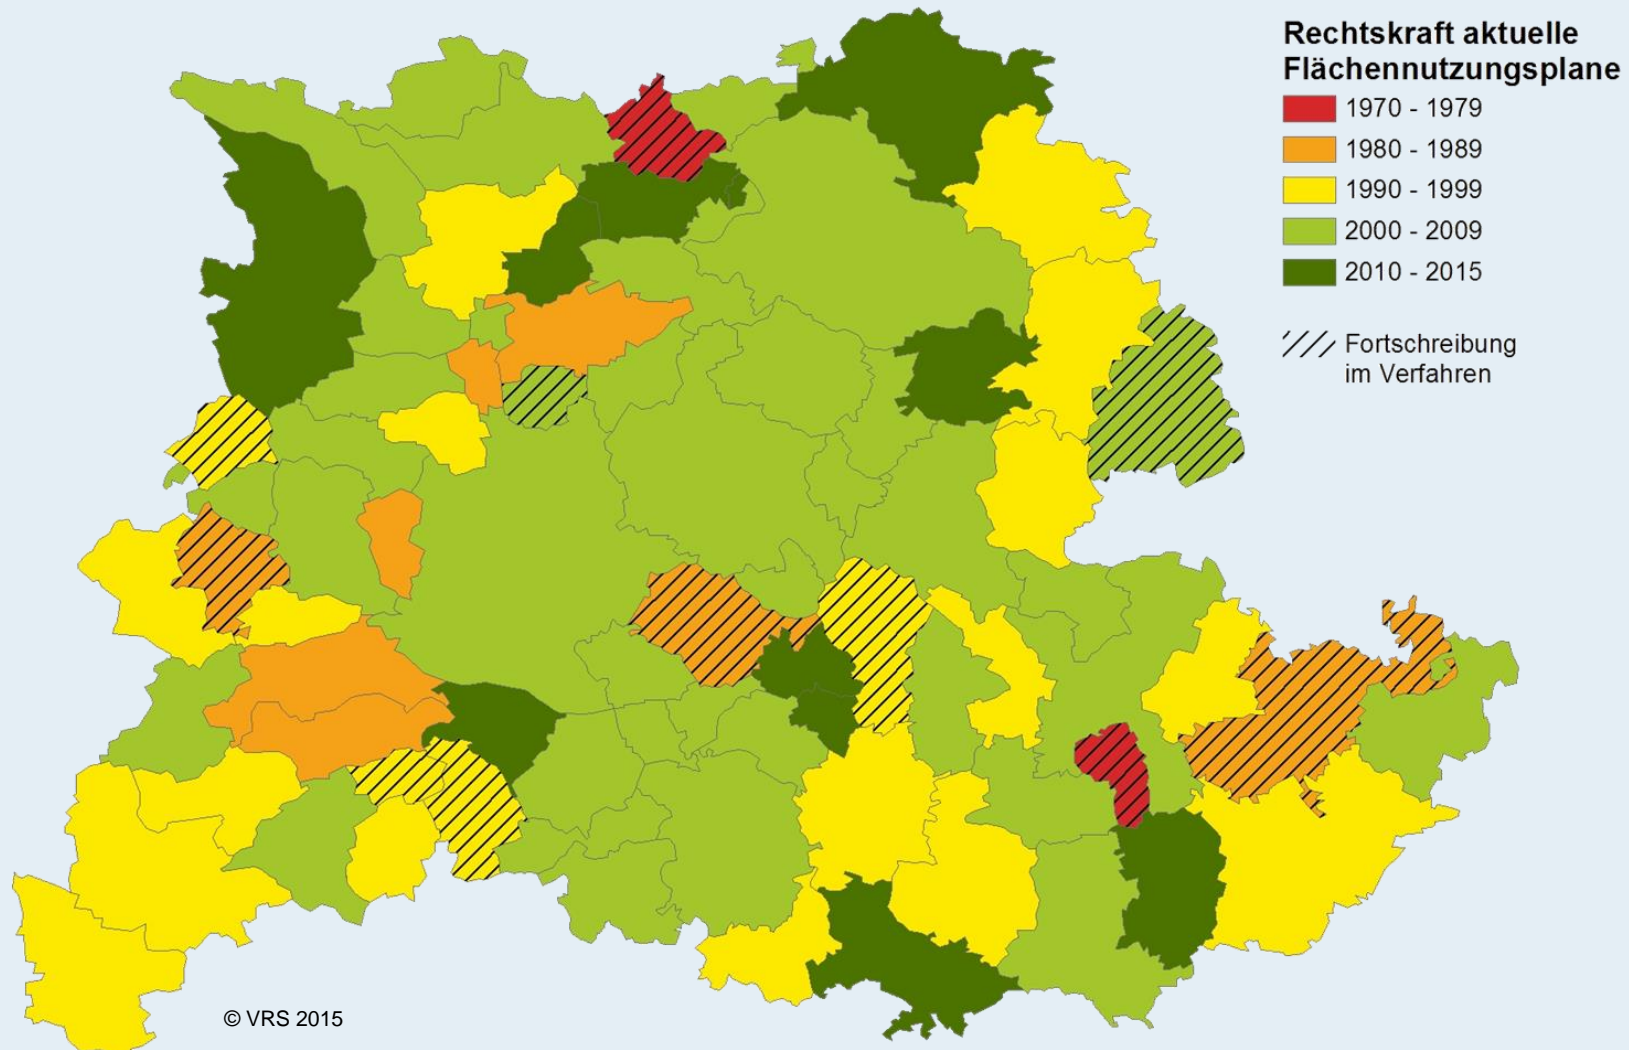 Rechtskraft aktuelle
Flächennutzungsplane
1970 - 1979
1980 - 1989
1990 - 1999
2000 - 2009
2010 - 2015
Fortschreibung
im Verfahren
© VRS 2015